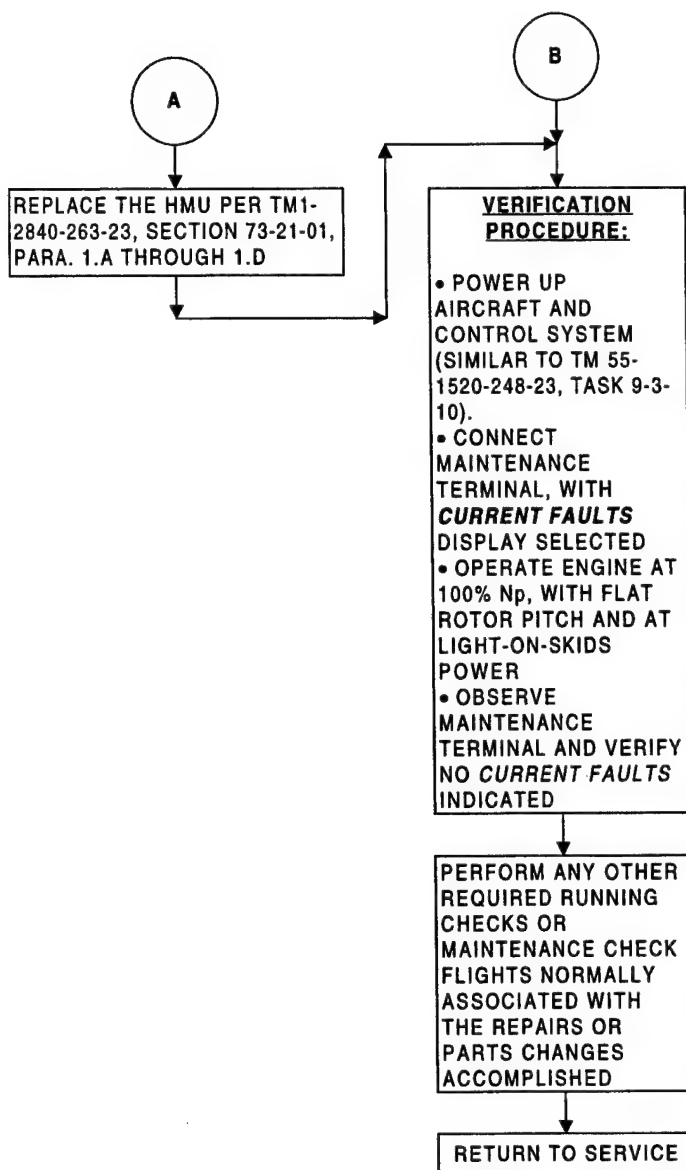 A
B
REPLACE THE HMU PER TM1-
2840-263-23, SECTION 73-21-01,
PARA. 1.A THROUGH 1.D
VERIFICATION
PROCEDURE:
• POWER UP
AIRCRAFT AND
CONTROL SYSTEM
(SIMILAR TO TM 55-
1520-248-23, TASK 9-3-
10).
• CONNECT
MAINTENANCE
TERMINAL, WITH
CURRENT FAULTS
DISPLAY SELECTED
• OPERATE ENGINE AT
100% Np, WITH FLAT
ROTOR PITCH AND AT
LIGHT-ON-SKIDS
POWER
• OBSERVE
MAINTENANCE
TERMINAL AND VERIFY
NO CURRENT FAULTS
INDICATED
PERFORM ANY OTHER
REQUIRED RUNNING
CHECKS OR
MAINTENANCE CHECK
FLIGHTS NORMALLY
ASSOCIATED WITH
THE REPAIRS OR
PARTS CHANGES
ACCOMPLISHED
RETURN TO SERVICE